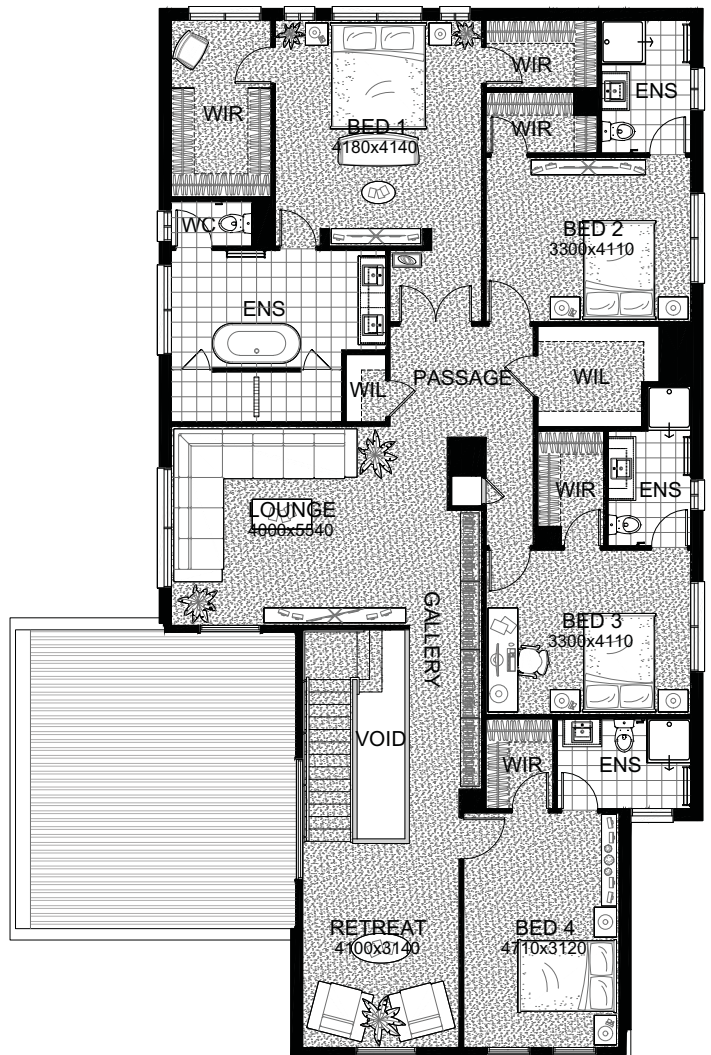 WIR
BED 1
4180x4140
WIR
WIR
ENS
WC
BED 2
3300x4110
ENS
PASSAGE
WIL
WIL
LOUNGE
4000x5540
WIR
ENS
GALLERY
BED 3
3300x4110
VOID
WIR
ENS
RETREAT
4100x3140
BED 4
4710x3120